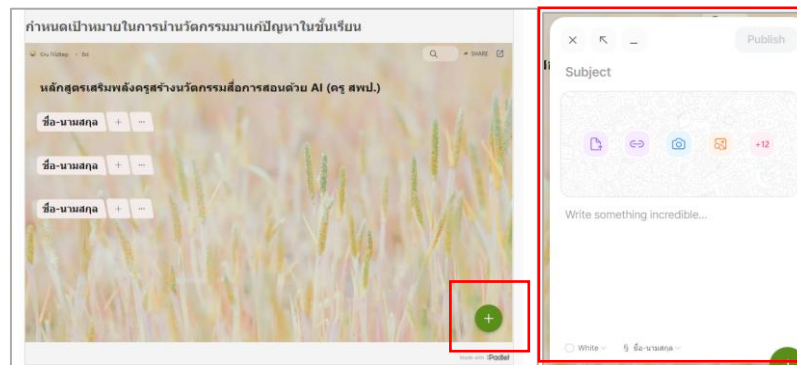 กำหนดเป้าหมายในการนำนวัตกรรมมาแก้ปัญหาในชั้นเรียน
SHARE
หลักสูตรเสริมพลังครูสร้างนวัตกรรมสื่อการสอนด้วย AI (ครู สพป.)
ชื่อ-นามสกุล
ชื่อ-นามสกุล
ชื่อ-นามสกุล
Made with Padlet
Publish
Subject
+12
Write something incredible...
White
ชื่อ-นามสกุล